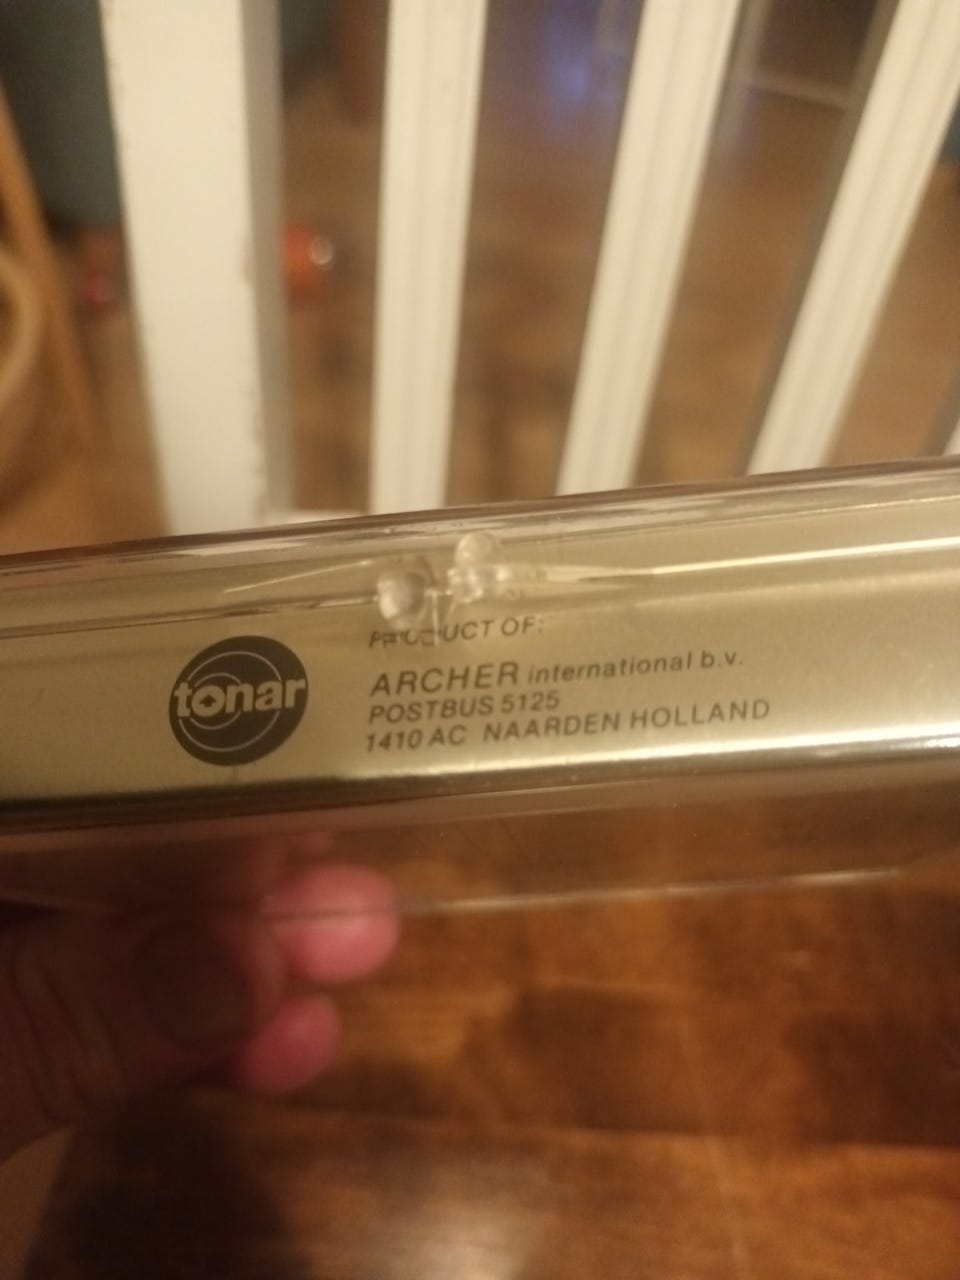 tonar
PRODUCT OF:
ARCHER international b.v.
POSTBUS 5125
1410 AC NAARDEN HOLLAND